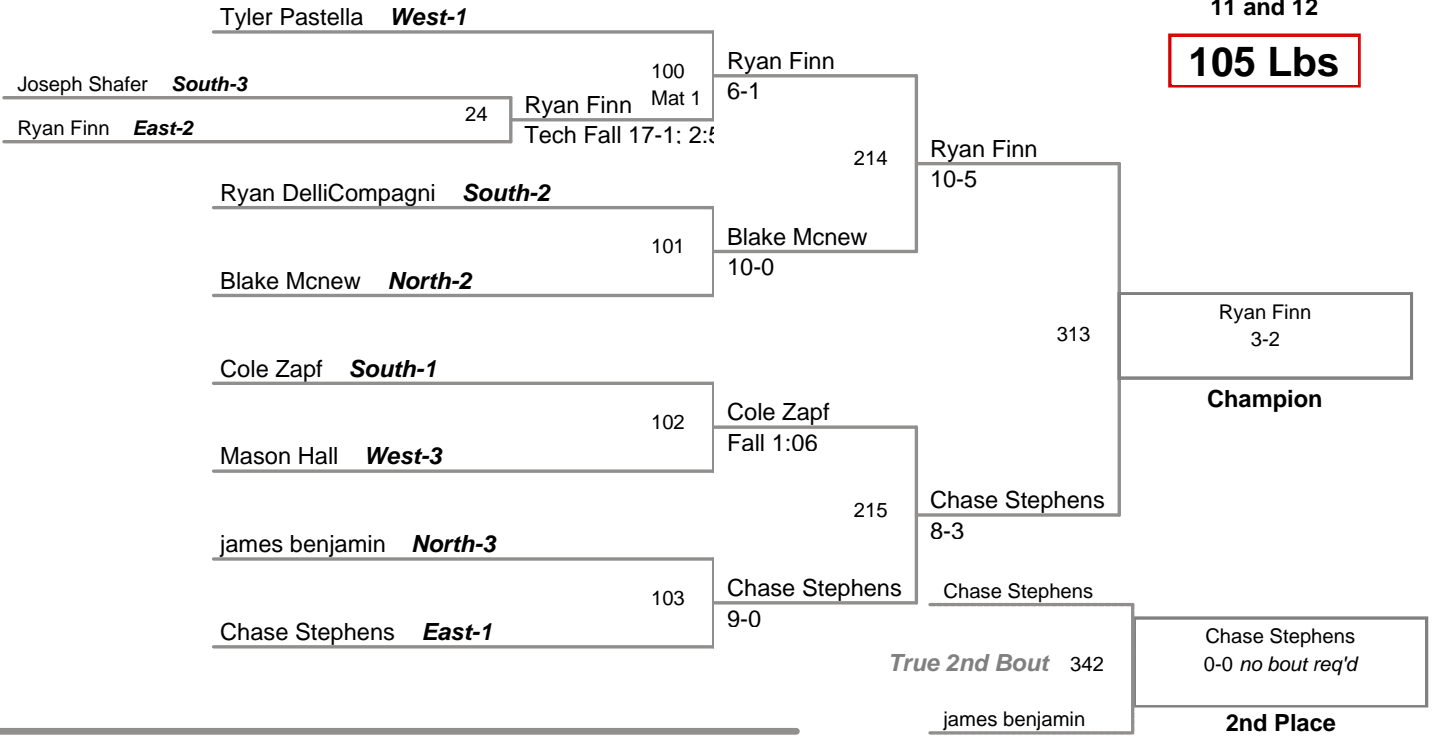 11 and 12
105 Lbs
Tyler Pastella West-1
Joseph Shafer South-3
Ryan Finn East-2
24
Ryan Finn
Tech Fall 17-1; 2:5
100
Mat 1
Ryan Finn
6-1
Ryan DelliCompagni South-2
Blake Mcnew North-2
101
Blake Mcnew
10-0
214
Ryan Finn
10-5
Cole Zapf South-1
Mason Hall West-3
102
Cole Zapf
Fall 1:06
james benjamin North-3
Chase Stephens East-1
103
Chase Stephens
9-0
215
Chase Stephens
8-3
313
Ryan Finn
3-2
Champion
Chase Stephens
True 2nd Bout 342
james benjamin
Chase Stephens
0-0 no bout req'd
2nd Place